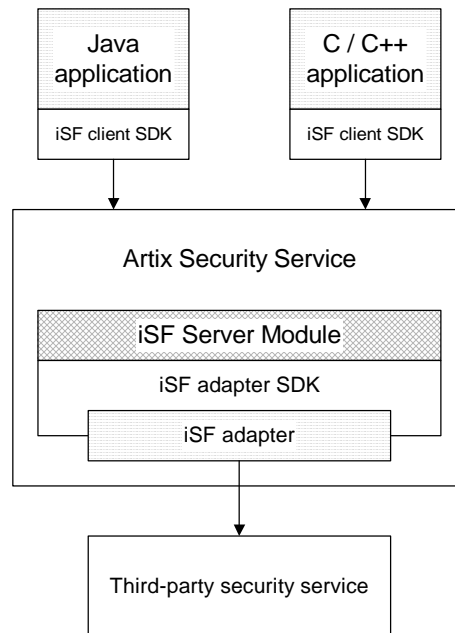 Java
application
C / C++
application
iSF client SDK
iSF client SDK
Artix Security Service
iSF Server Module
iSF adapter SDK
iSF adapter
Third-party security service